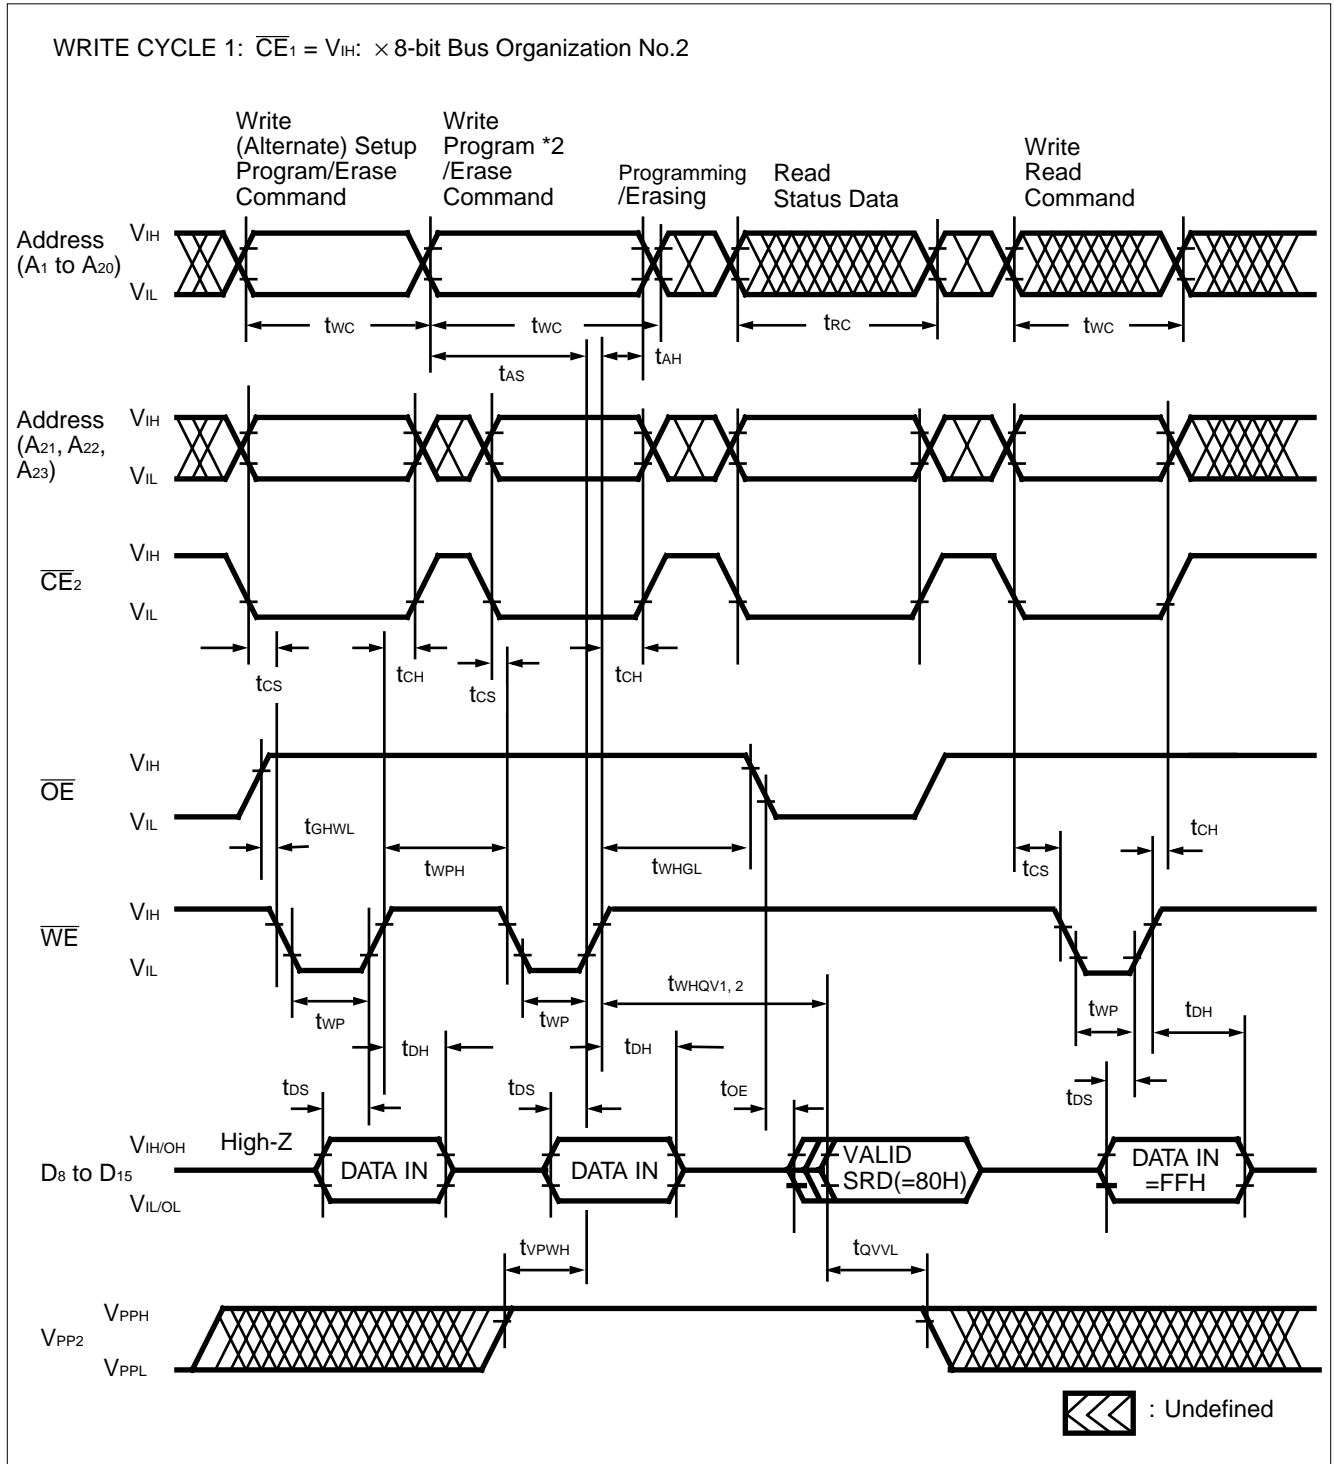 WRITE CYCLE 1: CE1 = VIH: × 8-bit Bus Organization No.2
Write
(Alternate) Setup
Program/Erase
Command
Write
Program *2
/Erase
Command
Programming
/Erasing
Read
Status Data
Write
Read
Command
Address
(A1 to A20)
VIH
VIL
tWC
tWC
tRC
tWC
tAS
tAH
Address
(A21, A22,
A23)
VIH
VIL
CE2
VIH
VIL
tCS
tCH
tCS
tCH
OE
VIH
VIL
tGHWL
tWPH
tWHGL
tCS
tCH
WE
VIH
VIL
tWP
tWP
tWHQV1, 2
tWP
tDH
tDH
tDH
tDS
tDS
tOE
tDS
D8 to D15
VIH/OH
VIL/OL
High-Z
DATA IN
DATA IN
VALID
SRD(=80H)
DATA IN
=FFH
tVPWH
tQVVL
VPP2
VPPH
VPPL
: Undefined